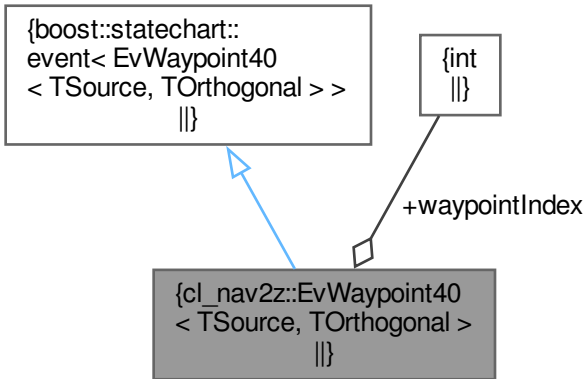 {boost::statechart::
event< EvWaypoint40
< TSource, TOrthogonal > >
||}
{int
||}
+waypointIndex
{cl_nav2z::EvWaypoint40
< TSource, TOrthogonal >
||}